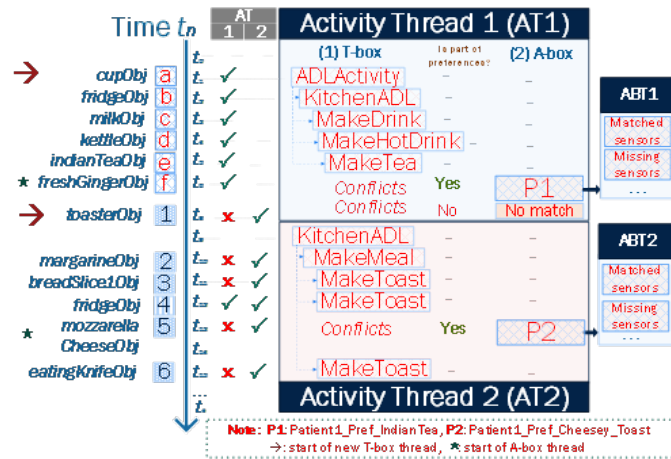 Time tn
AT
1 2
Activity Thread 1 (AT1)
(1) T-box
Is part of preferences?
(2) A-box
cupObj a ✓ ADLActivity – –
fridgeObj b ✓ KitchenADL – –
milkObj c ✓ MakeDrink – –
kettleObj d ✓ MakeHotDrink – –
indianTeaObj e ✓ MakeTea – –
★ freshGingerObj f ✓ Conflicts Yes P1
→ toasterObj 1 x ✓ Conflicts No No match
KitchenADL – –
margarineObj 2 x ✓ MakeMeal – –
breadSlice1Obj 3 x ✓ MakeToast – –
fridgeObj 4 ✓ ✓ MakeToast – –
★ mozzarella 5 x ✓ Conflicts Yes P2
CheeseObj
eatingKnifeObj 6 x ✓ MakeToast – –
...
Activity Thread 2 (AT2)
ABT1
Matched
sensors
Missing
sensors
...
ABT2
Matched
sensors
Missing
sensors
...
Note: P1: Patient1_Pref_IndianTea, P2: Patient1_Pref_Cheesey_Toast
→: start of new T-box thread, ★: start of A-box thread